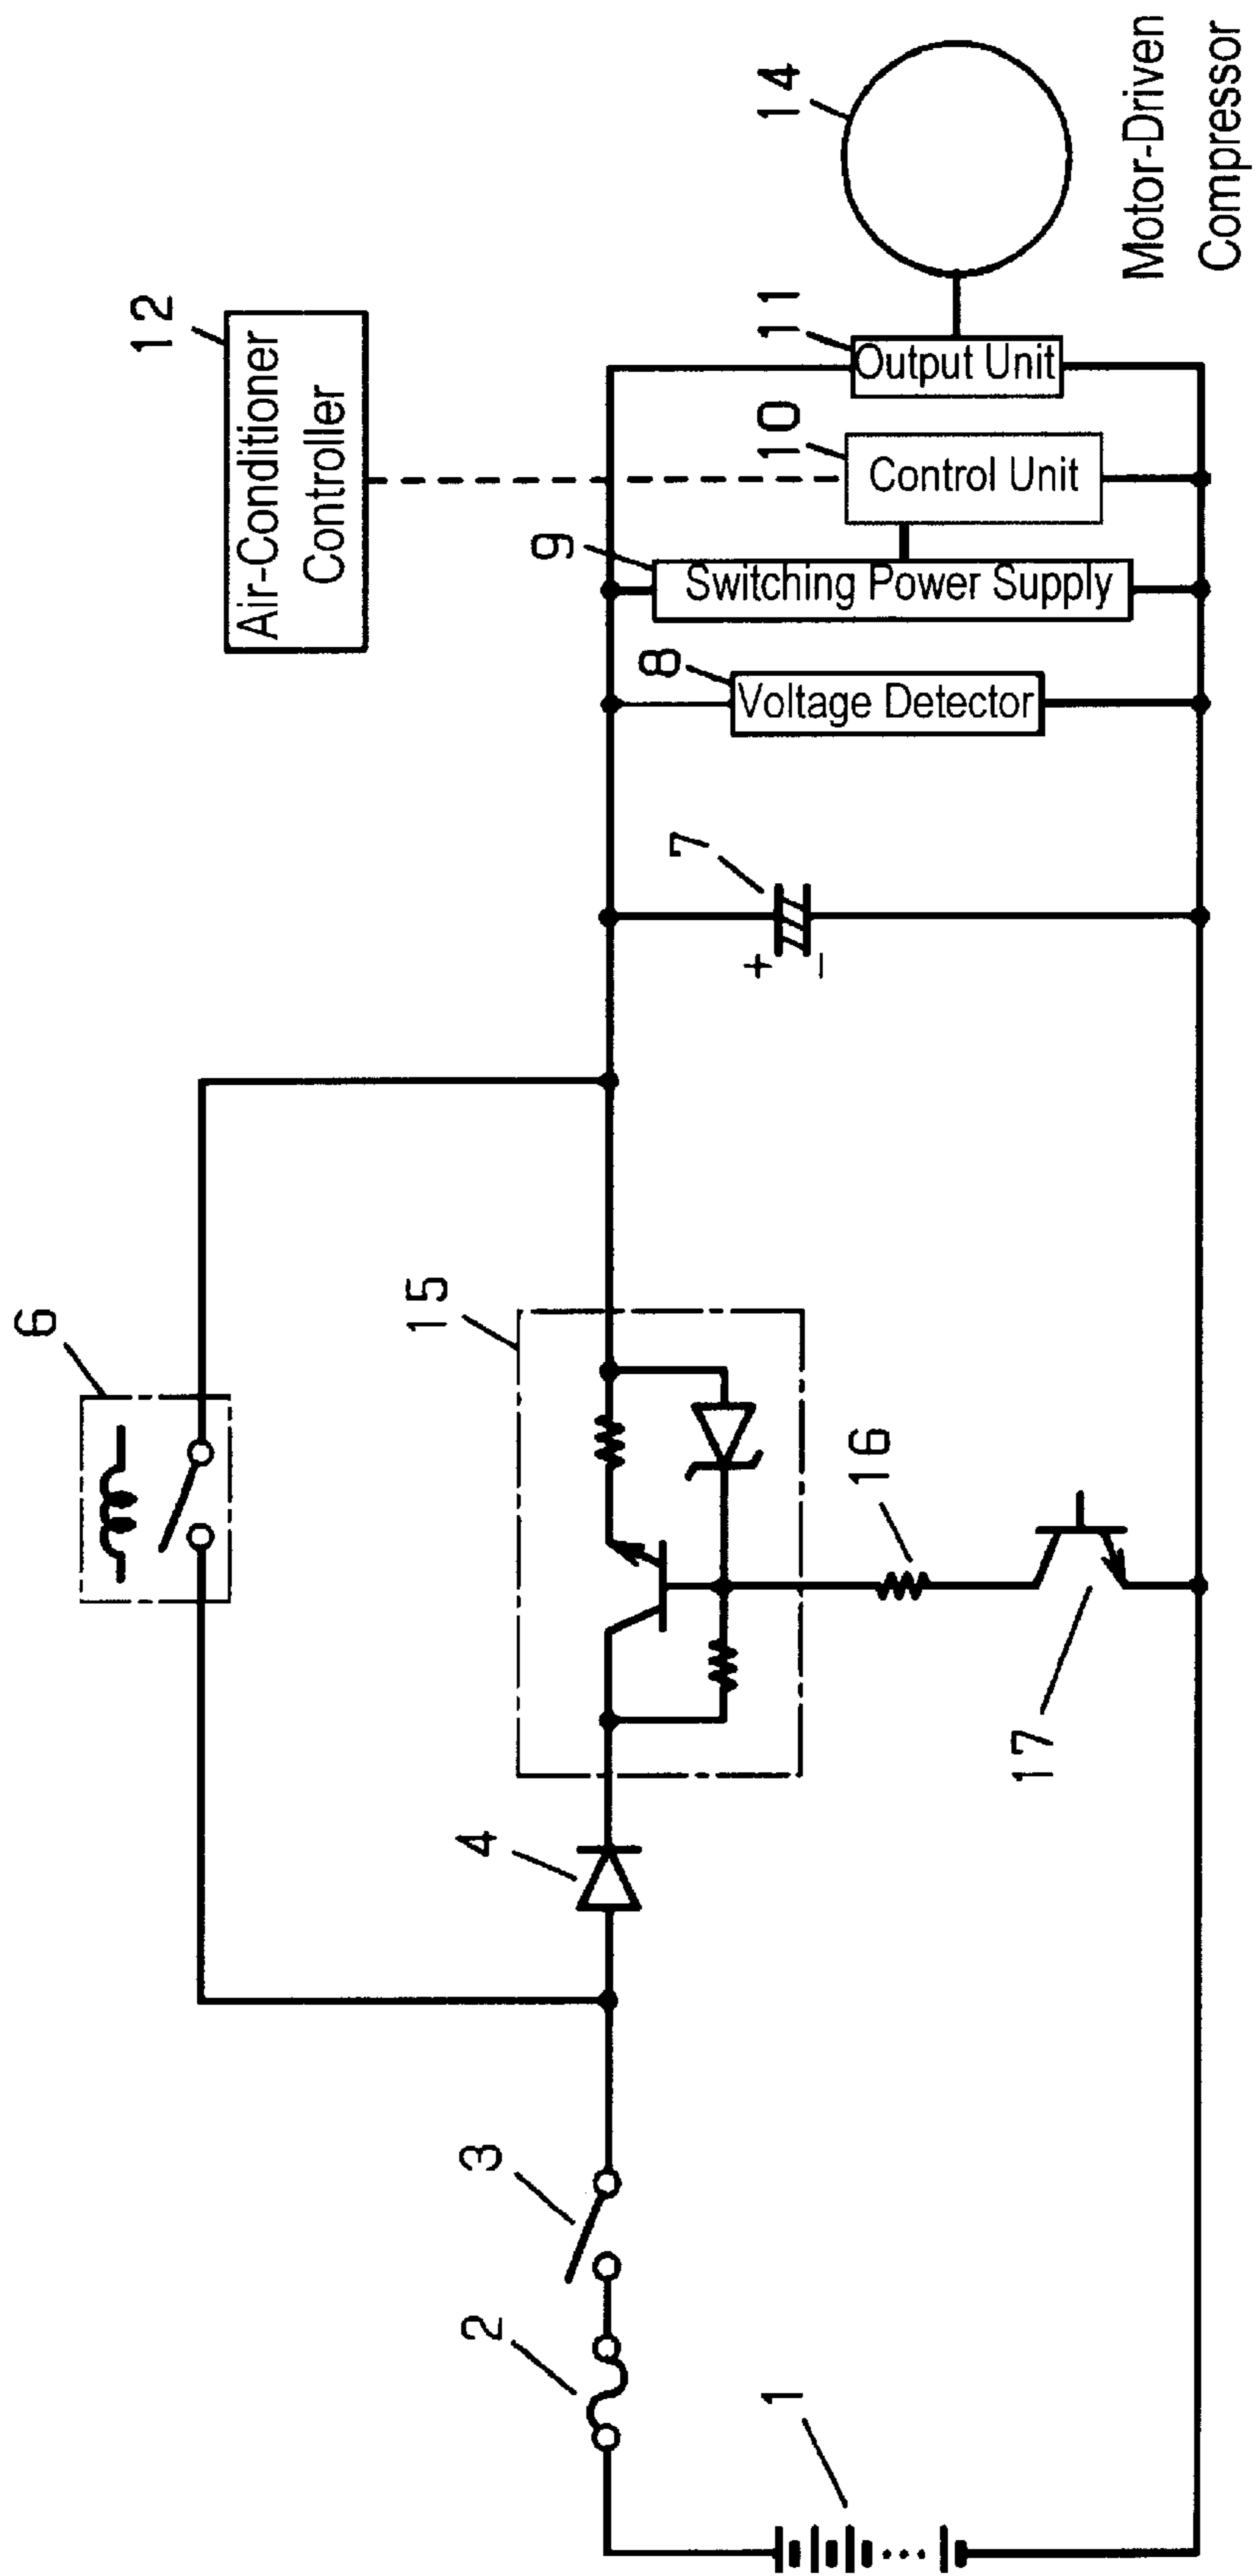 6
12
Air-Conditioner
Controller
15
2
3
4
7
8
Voltage Detector
9
Switching Power Supply
10
Control Unit
11
Output Unit
14
+
−
1
16
17
Motor-Driven
Compressor